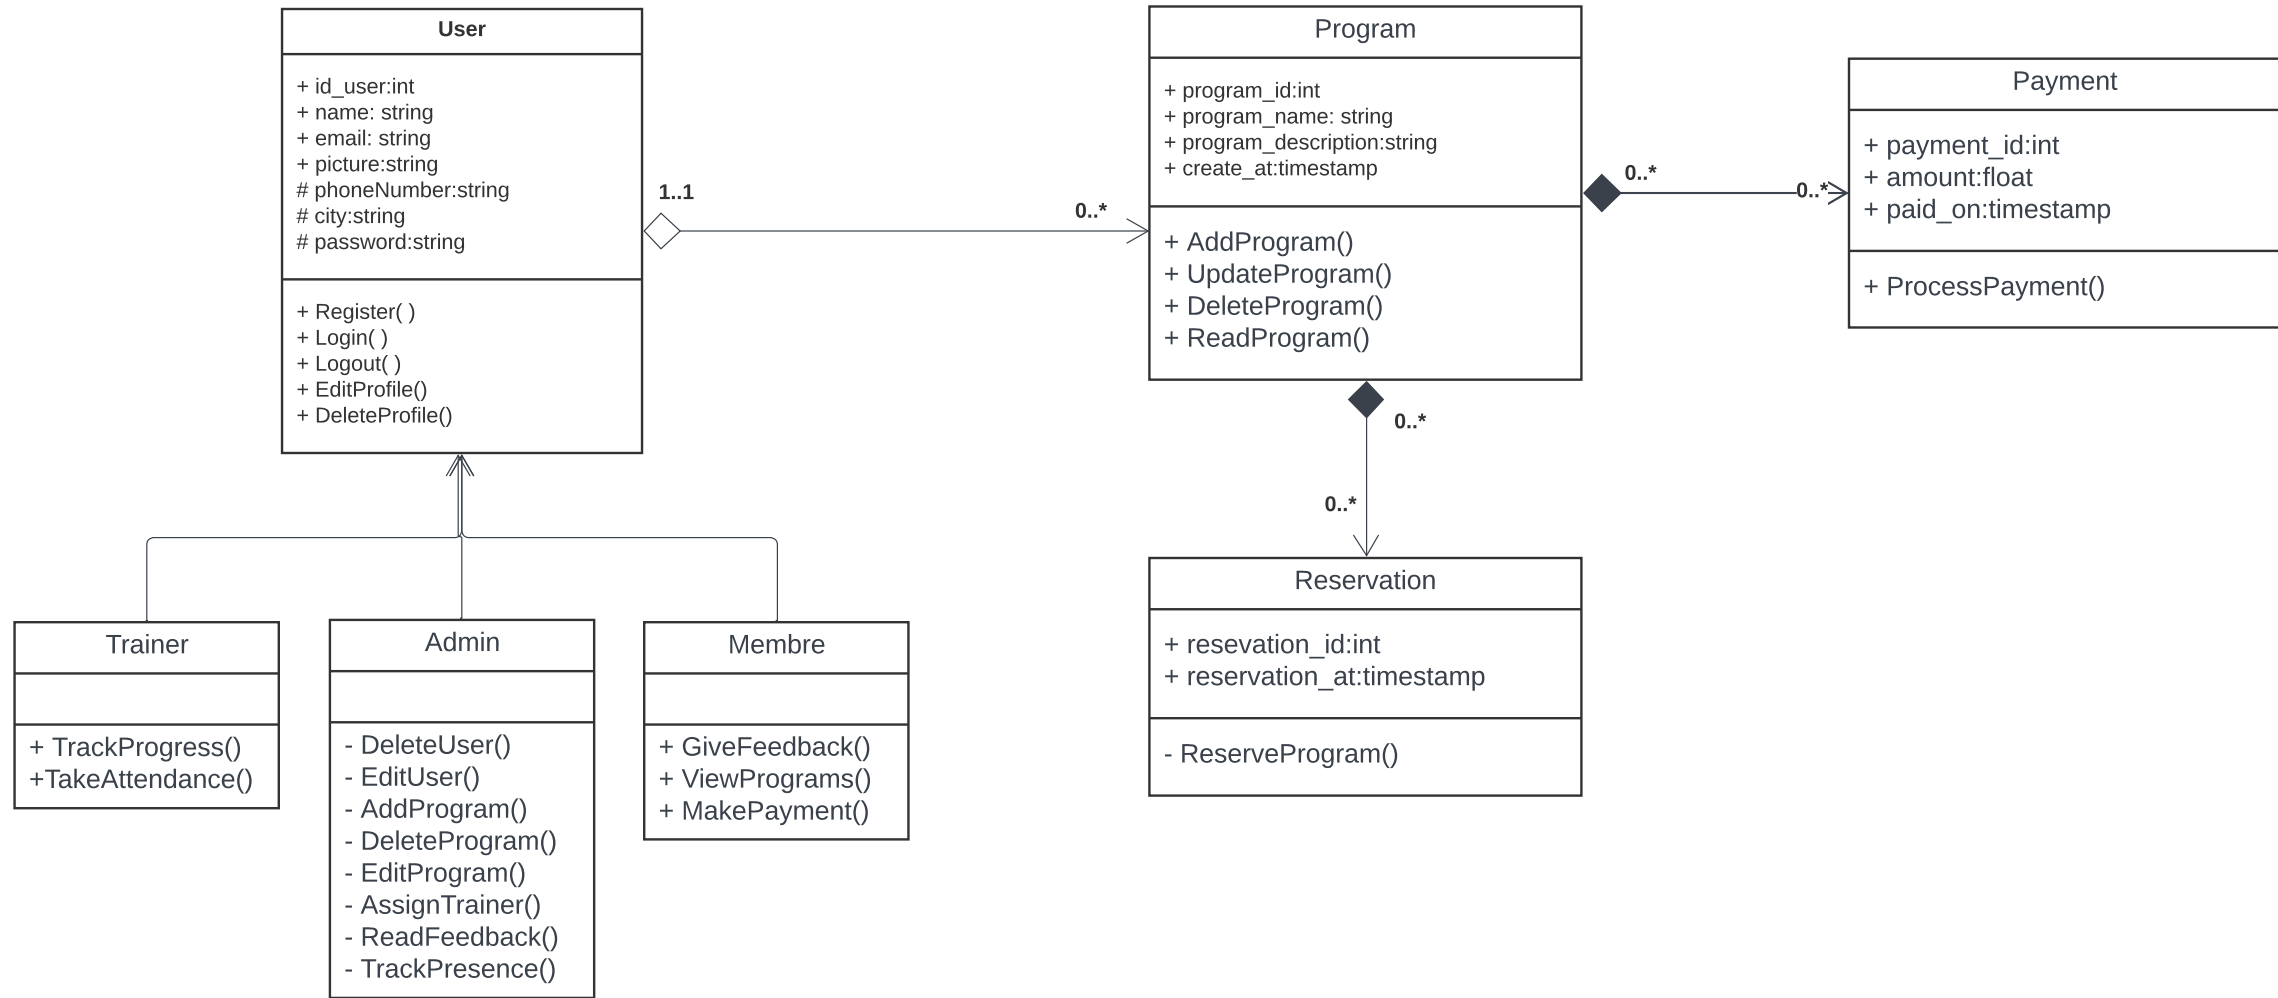 User
+ id_user:int
+ name: string
+ email: string
+ picture:string
# phoneNumber:string
# city:string
# password:string
+ Register( )
+ Login( )
+ Logout( )
+ EditProfile()
+ DeleteProfile()
1..1
0..*
Program
+ program_id:int
+ program_name: string
+ program_description:string
+ create_at:timestamp
+ AddProgram()
+ UpdateProgram()
+ DeleteProgram()
+ ReadProgram()
0..*
0..*
Payment
+ payment_id:int
+ amount:float
+ paid_on:timestamp
+ ProcessPayment()
0..*
0..*
Trainer
+ TrackProgress()
+TakeAttendance()
Admin
- DeleteUser()
- EditUser()
- AddProgram()
- DeleteProgram()
- EditProgram()
- AssignTrainer()
- ReadFeedback()
- TrackPresence()
Membre
+ GiveFeedback()
+ ViewPrograms()
+ MakePayment()
Reservation
+ resevation_id:int
+ reservation_at:timestamp
- ReserveProgram()